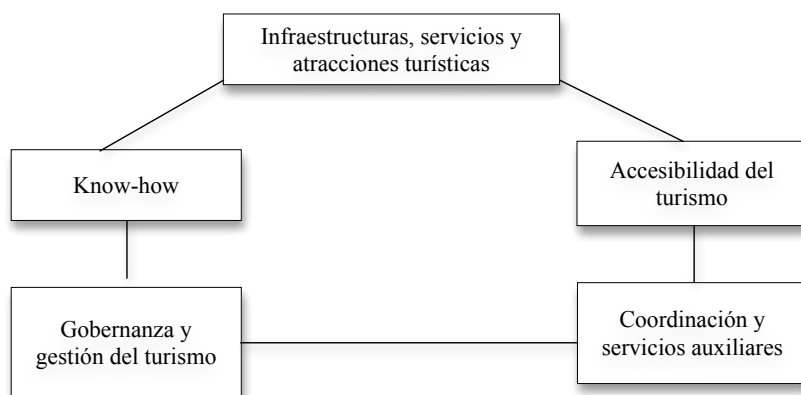 Infraestructuras, servicios y
atracciones turísticas
Know-how
Accesibilidad del
turismo
Gobernanza y
gestión del turismo
Coordinación y
servicios auxiliares